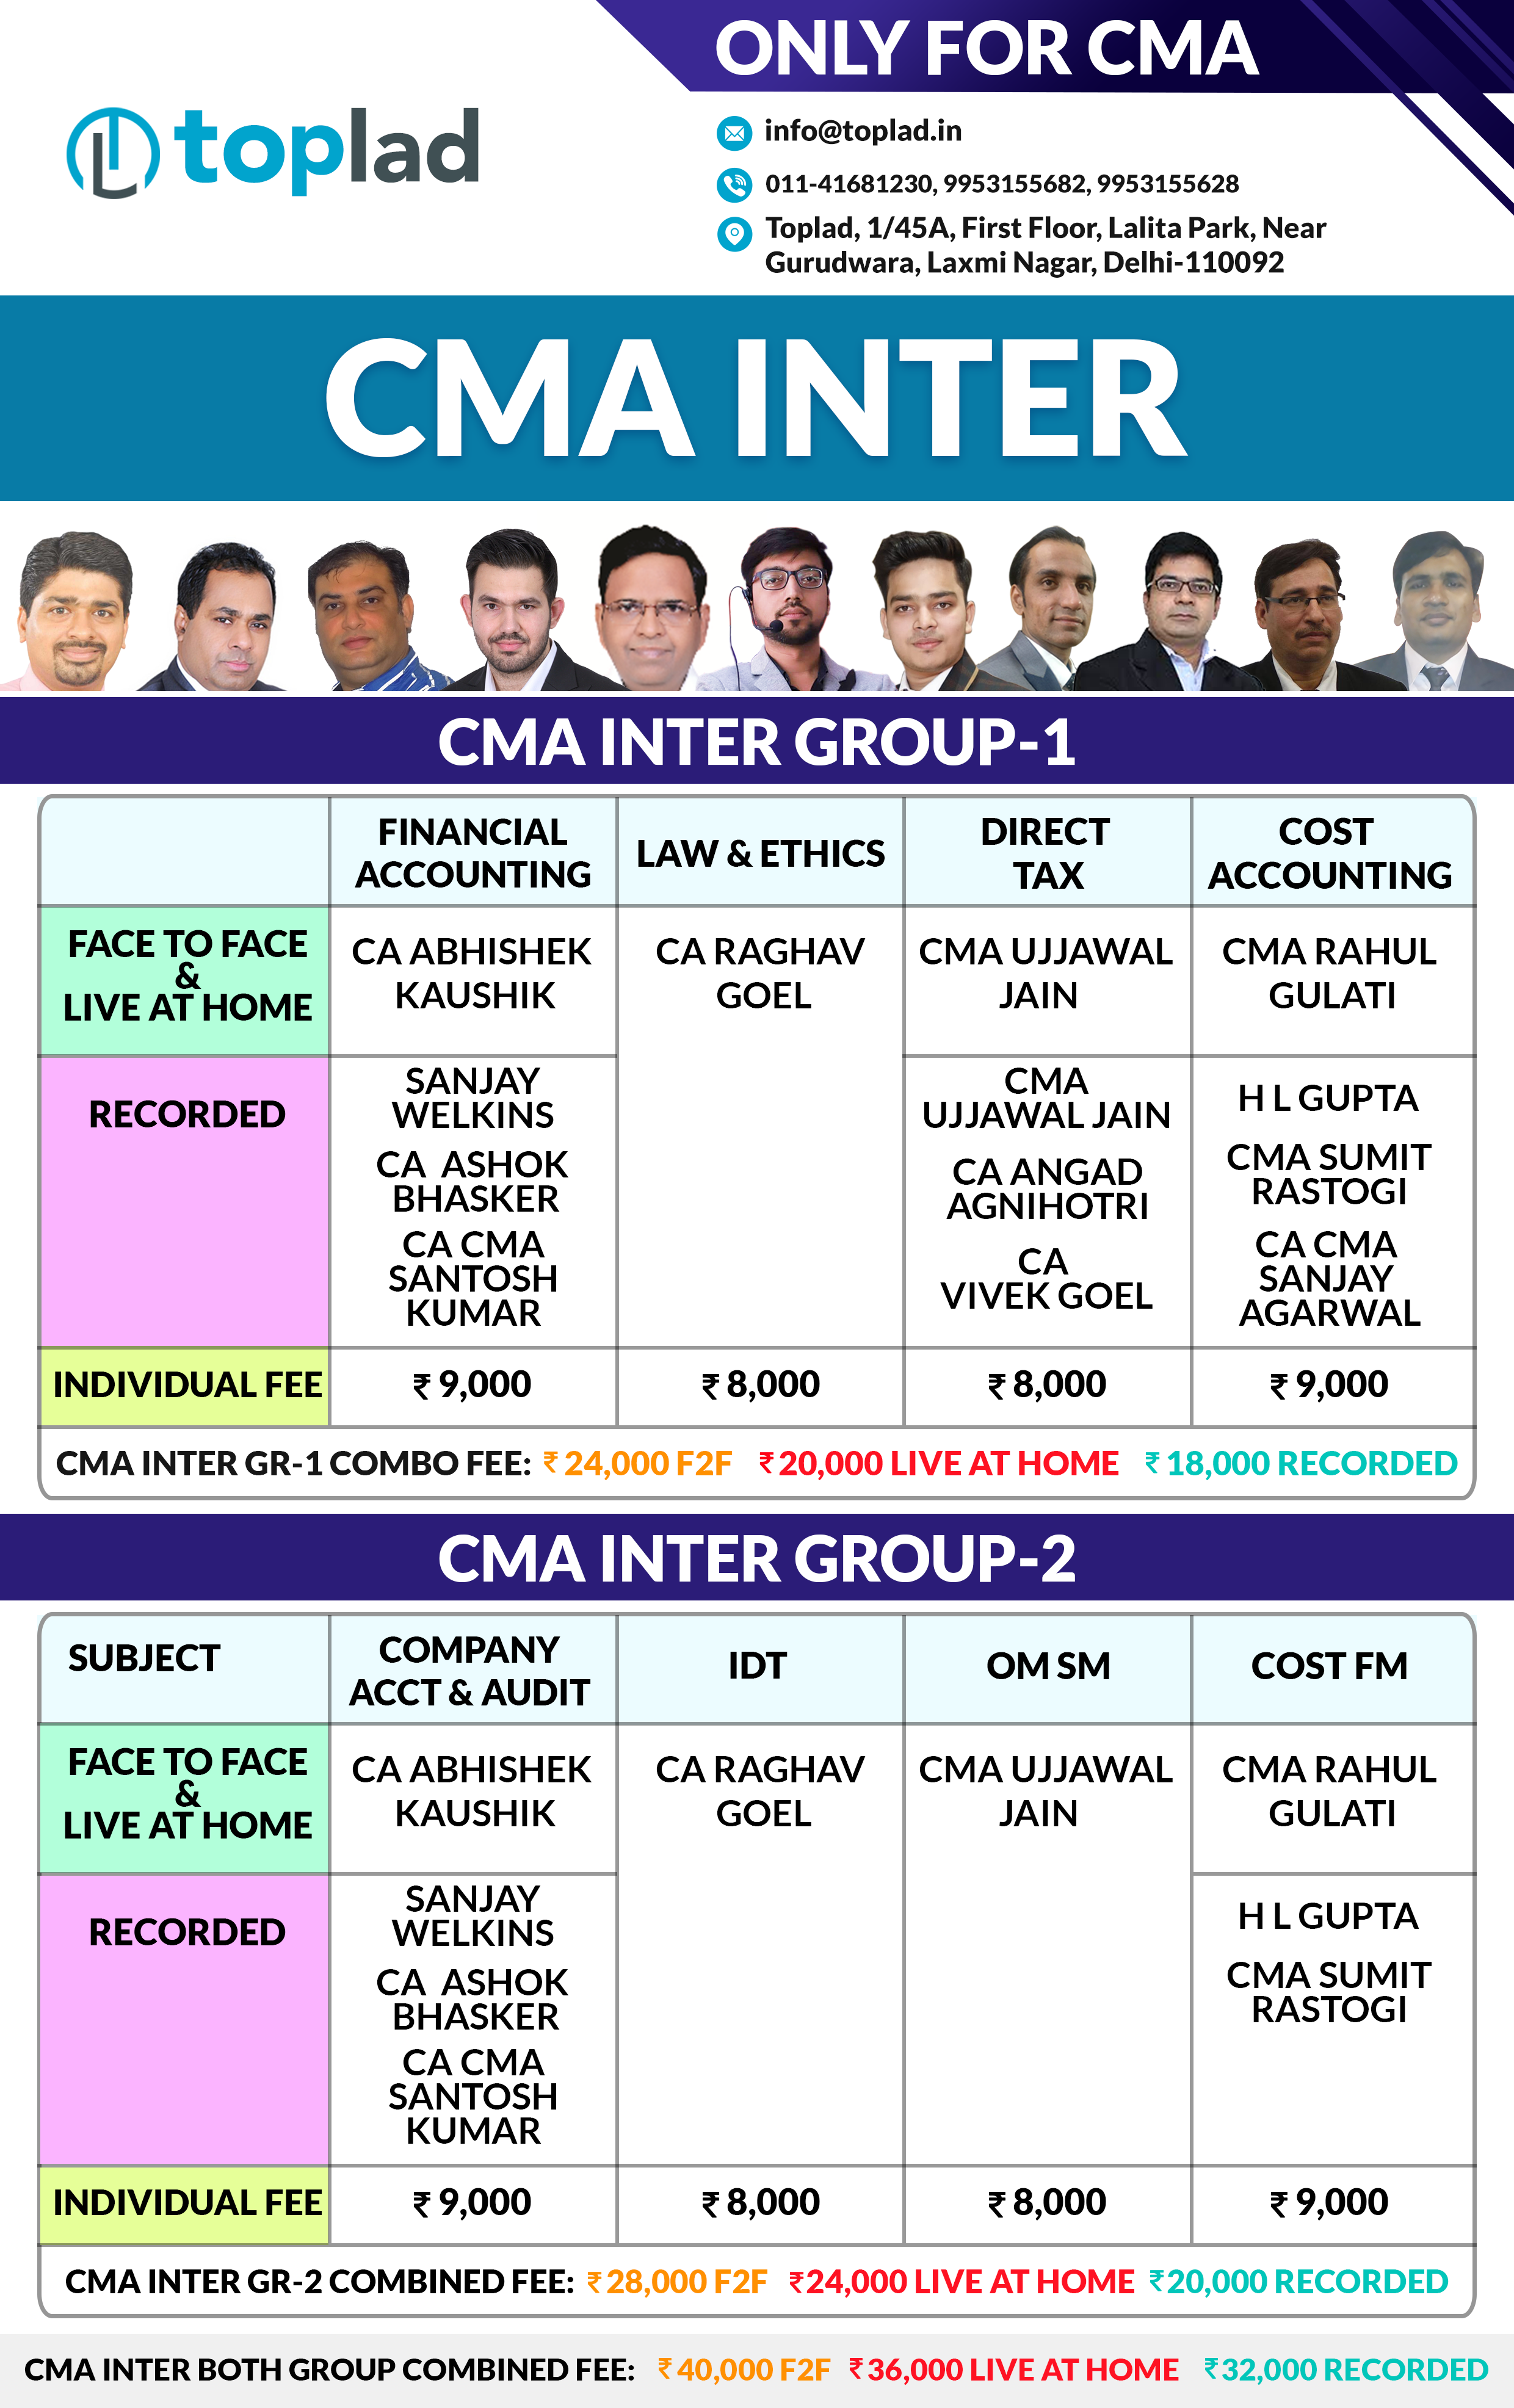 ONLY FOR CMA
toplad
info@toplad.in
011-41681230, 9953155682, 9953155628
Toplad, 1/45A, First Floor, Lalita Park, Near
Gurudwara, Laxmi Nagar, Delhi-110092
CMA INTER
CMA INTER GROUP-1
FINANCIAL
ACCOUNTING
LAW & ETHICS
DIRECT
TAX
COST
ACCOUNTING
FACE TO FACE
&
LIVE AT HOME
CA ABHISHEK
KAUSHIK
CA RAGHAV
GOEL
CMA UJJAWAL
JAIN
CMA RAHUL
GULATI
RECORDED
SANJAY
WELKINS
CA ASHOK
BHASKER
CA CMA
SANTOSH
KUMAR
CMA
UJJAWAL JAIN
CA ANGAD
AGNIHOTRI
CA
VIVEK GOEL
H L GUPTA
CMA SUMIT
RASTOGI
CA CMA
SANJAY
AGARWAL
INDIVIDUAL FEE
₹ 9,000
₹ 8,000
₹ 8,000
₹ 9,000
CMA INTER GR-1 COMBO FEE: ₹ 24,000 F2F ₹ 20,000 LIVE AT HOME ₹ 18,000 RECORDED
CMA INTER GROUP-2
SUBJECT
COMPANY
ACCT & AUDIT
IDT
OM SM
COST FM
FACE TO FACE
&
LIVE AT HOME
CA ABHISHEK
KAUSHIK
CA RAGHAV
GOEL
CMA UJJAWAL
JAIN
CMA RAHUL
GULATI
RECORDED
SANJAY
WELKINS
CA ASHOK
BHASKER
CA CMA
SANTOSH
KUMAR
H L GUPTA
CMA SUMIT
RASTOGI
INDIVIDUAL FEE
₹ 9,000
₹ 8,000
₹ 8,000
₹ 9,000
CMA INTER GR-2 COMBINED FEE: ₹ 28,000 F2F ₹ 24,000 LIVE AT HOME ₹ 20,000 RECORDED
CMA INTER BOTH GROUP COMBINED FEE: ₹ 40,000 F2F ₹ 36,000 LIVE AT HOME ₹ 32,000 RECORDED